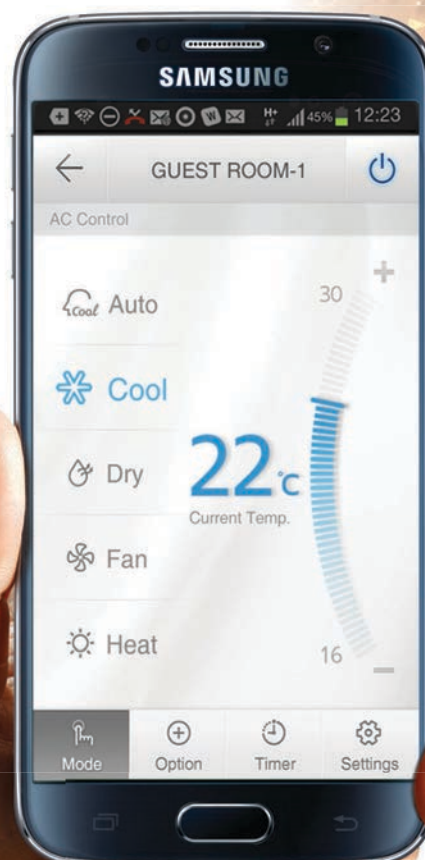 SAMSUNG
H+ 45% 12:23
GUEST ROOM-1
AC Control
30
Cool Auto
Cool
22°C
Current Temp.
Dry
Fan
Heat
16
Mode Option Timer Settings